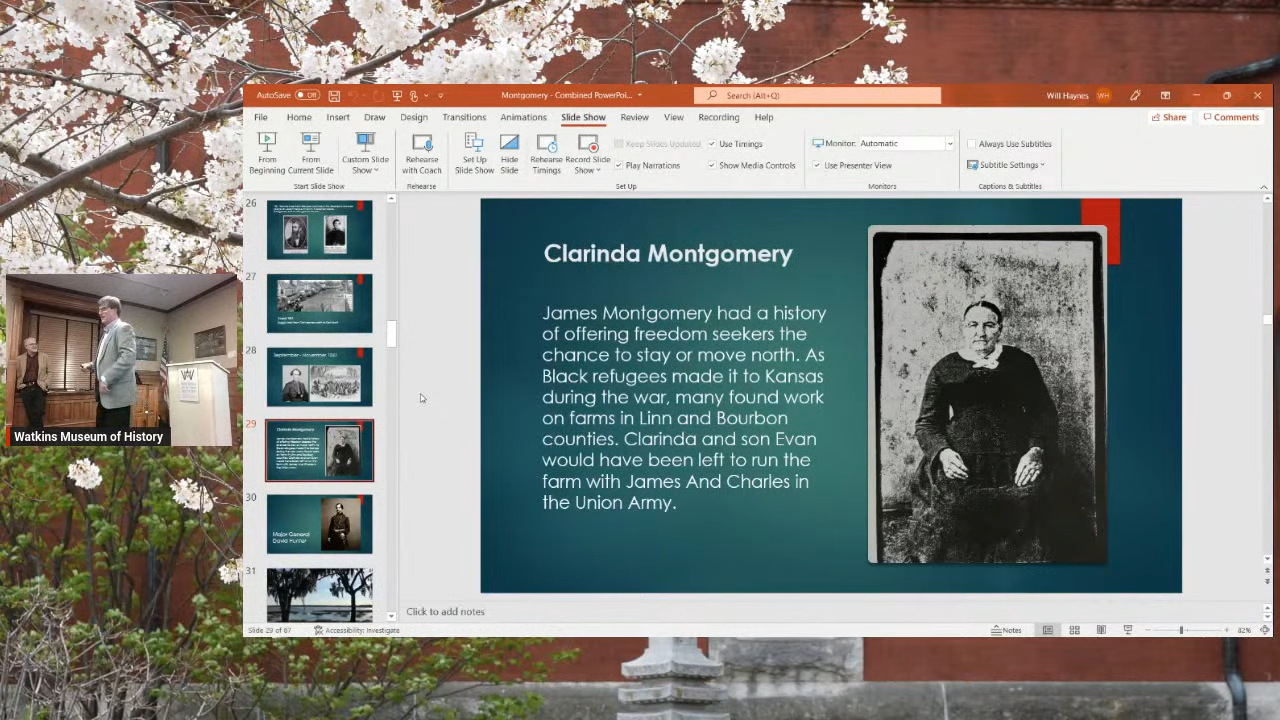 AutoSave Off
Montgomery - Combined PowerPoi...
Search (Alt+Q)
Will Haynes WH
File Home Insert Draw Design Transitions Animations Slide Show Review View Recording Help Share Comments
From Beginning
From Current Slide
Custom Slide Show
Rehearse with Coach
Set Up Slide Show
Hide Slide
Rehearse Timings
Record Slide Show
Keep Slides Updated
Play Narrations
Use Timings
Show Media Controls
Monitor: Automatic
Use Presenter View
Always Use Subtitles
Subtitle Settings
Start Slide Show
Rehearse
Set Up
Monitors
Captions & Subtitles
26
27
28
September - November 1861
29
Clarinda Montgomery
30
Major General
David Hunter
31
Clarinda Montgomery
James Montgomery had a history
of offering freedom seekers the
chance to stay or move north. As
Black refugees made it to Kansas
during the war, many found work
on farms in Linn and Bourbon
counties. Clarinda and son Evan
would have been left to run the
farm with James And Charles in
the Union Army.
Watkins Museum of History
Click to add notes
Slide 29 of 87 Accessibility: Investigate
Notes
82%